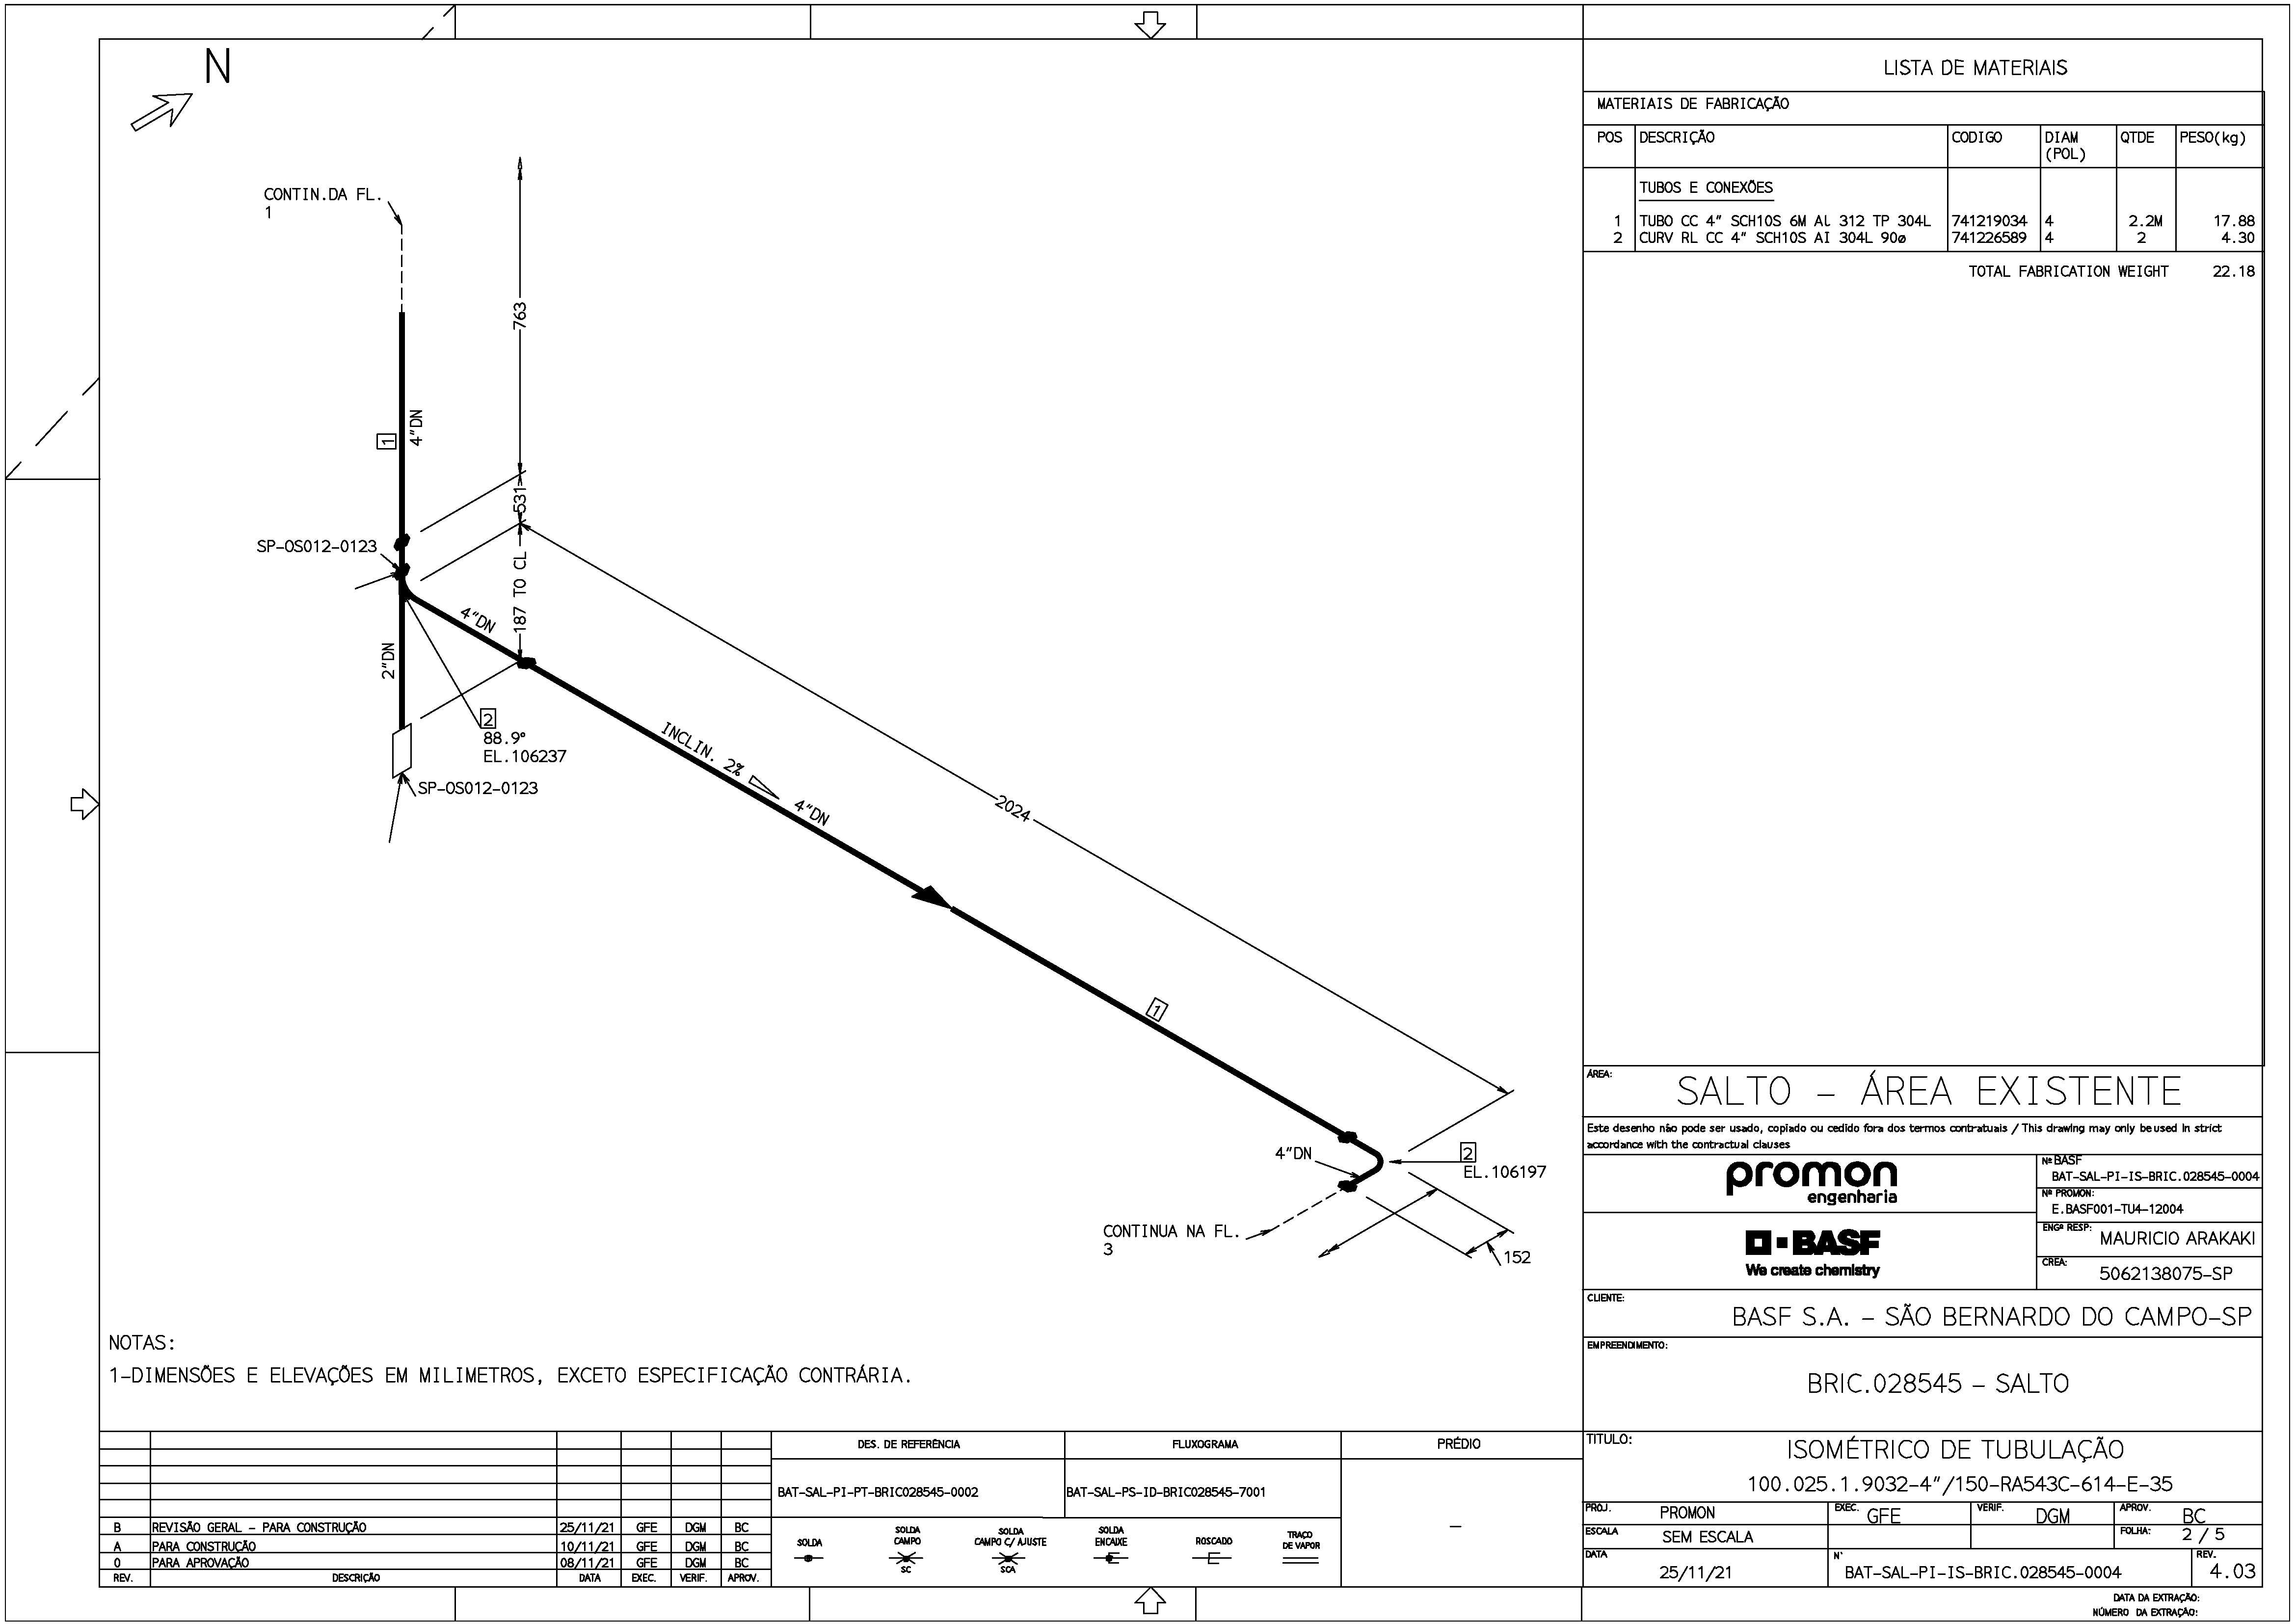 N
CONTIN.DA FL.
1
763
4"DN
1
531
SP-OS012-0123
187 TO CL
4"DN
2"DN
2
88.9°
EL.106237
SP-OS012-0123
INCLIN. 2%
4"DN
2024
1
4"DN
2
EL.106197
CONTINUA NA FL.
3
152
NOTAS:
1-DIMENSÕES E ELEVAÇÕES EM MILIMETROS, EXCETO ESPECIFICAÇÃO CONTRÁRIA.
LISTA DE MATERIAIS
MATERIAIS DE FABRICAÇÃO
POS DESCRIÇÃO CODIGO DIAM (POL) QTDE PESO(kg)
TUBOS E CONEXÕES
1 TUBO CC 4" SCH10S 6M Al 312 TP 304L 741219034 4 2.2M 17.88
2 CURV RL CC 4" SCH10S AI 304L 90ø 741226589 4 2 4.30
TOTAL FABRICATION WEIGHT 22.18
ÁREA:
SALTO - ÁREA EXISTENTE
Este desenho não pode ser usado, copiado ou cedido fora dos termos contratuais / This drawing may only be used in strict
accordance with the contractual clauses
promon
engenharia
Nº BASF
BAT-SAL-PI-IS-BRIC.028545-0004
Nº PROMON:
E.BASF001-TU4-12004
BASF
We create chemistry
ENGº RESP:
MAURICIO ARAKAKI
CREA:
5062138075-SP
CLIENTE:
BASF S.A. - SÃO BERNARDO DO CAMPO-SP
EMPREENDIMENTO:
BRIC.028545 - SALTO
TITULO:
ISOMÉTRICO DE TUBULAÇÃO
100.025.1.9032-4"/150-RA543C-614-E-35
PROJ. PROMON EXEC. GFE VERIF. DGM APROV. BC
ESCALA SEM ESCALA FOLHA: 2 / 5
DATA 25/11/21 N° BAT-SAL-PI-IS-BRIC.028545-0004 REV. 4.03
DATA DA EXTRAÇÃO:
NÚMERO DA EXTRAÇÃO:
B REVISÃO GERAL - PARA CONSTRUÇÃO 25/11/21 GFE DGM BC
A PARA CONSTRUÇÃO 10/11/21 GFE DGM BC
0 PARA APROVAÇÃO 08/11/21 GFE DGM BC
REV. DESCRIÇÃO DATA EXEC. VERIF. APROV.
DES. DE REFERÊNCIA FLUXOGRAMA PRÉDIO
BAT-SAL-PI-PT-BRIC028545-0002 BAT-SAL-PS-ID-BRIC028545-7001
-
SOLDA
SOLDA CAMPO
SC
SOLDA CAMPO C/ AJUSTE
SCA
SOLDA ENCAIXE
ROSCADO
TRAÇO DE VAPOR